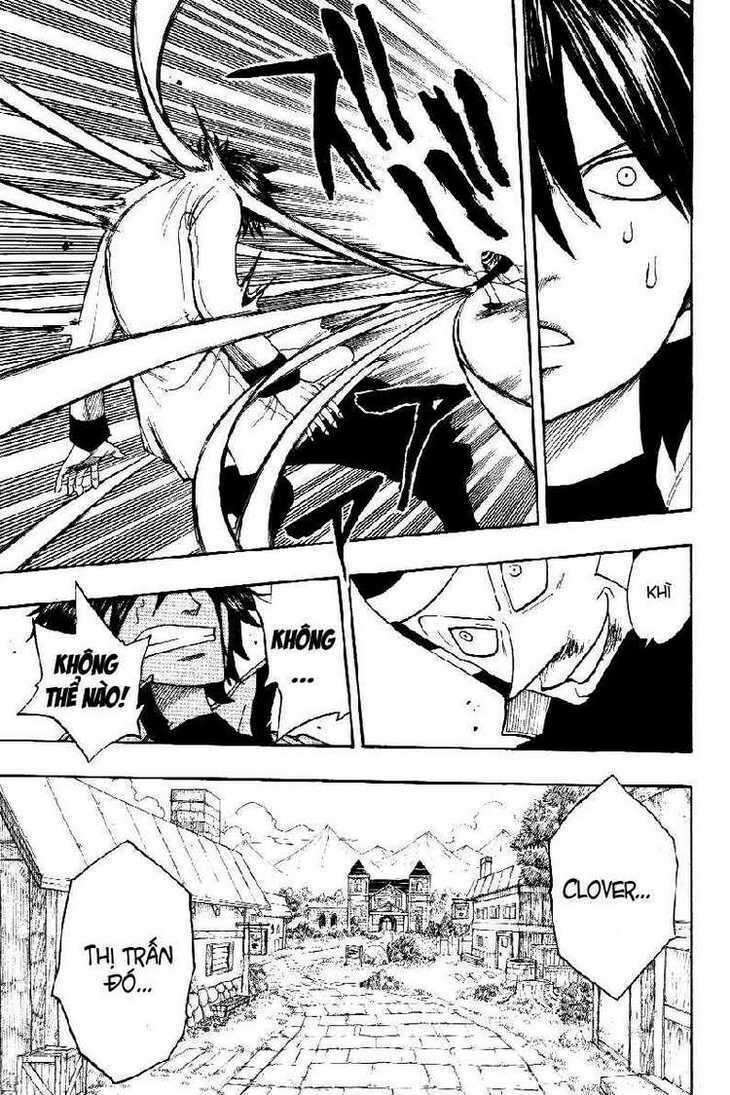 KHÌ
KHÔNG
...
KHÔNG
THỂ NÀO!
CLOVER...
THỊ TRẤN
ĐÓ...